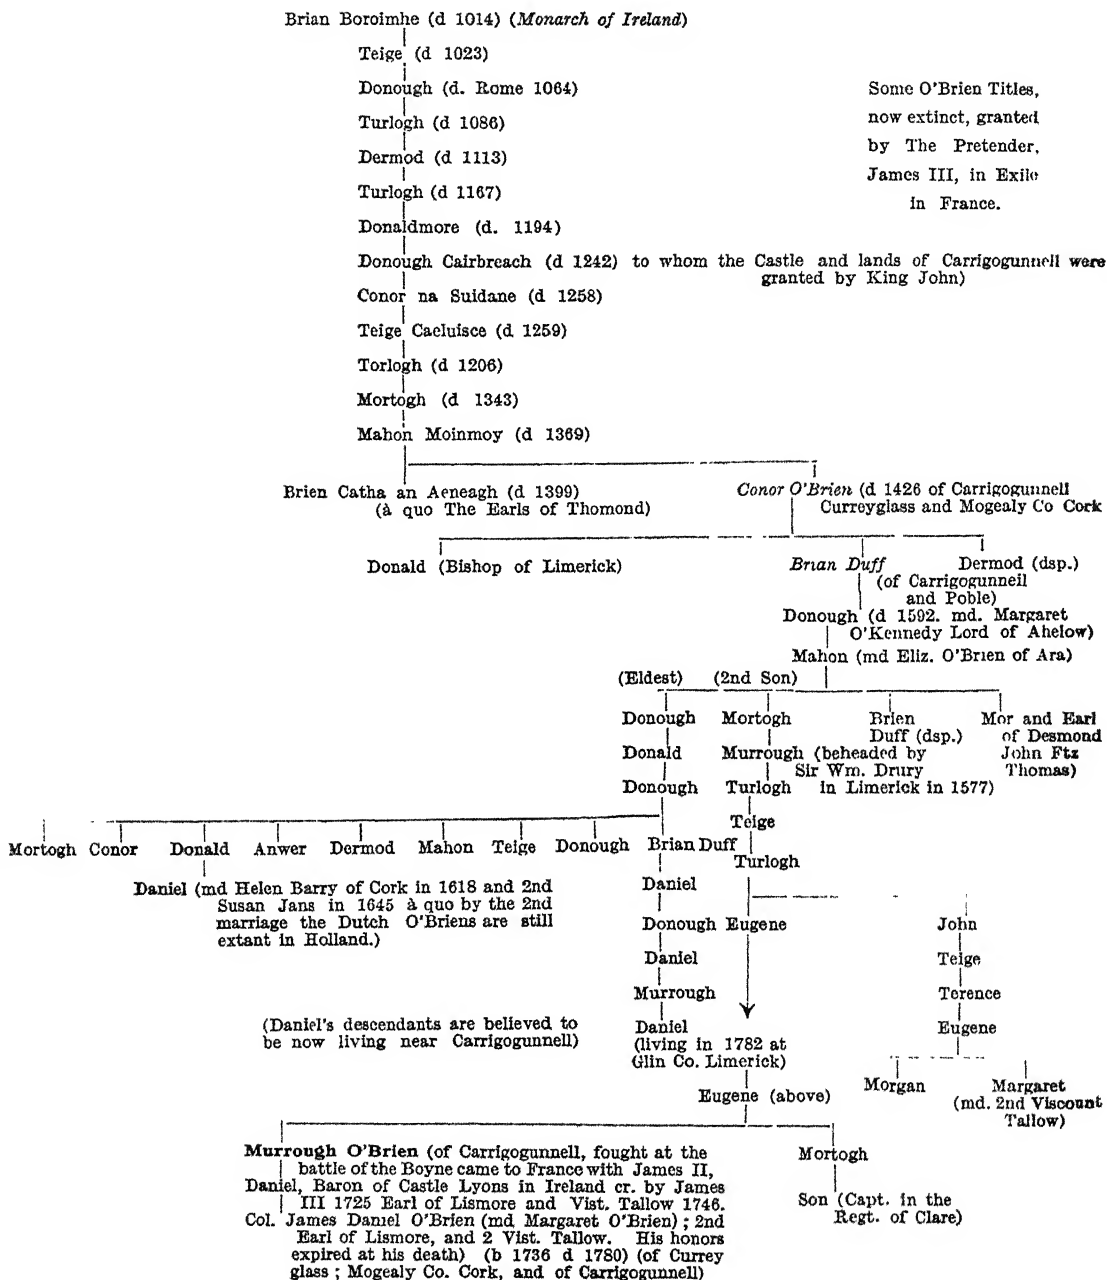 Brian Boroimhe (d 1014) (Monarch of Ireland)
Teige (d 1023)
Donough (d. Rome 1064)
Turlogh (d 1086)
Dermod (d 1113)
Turlogh (d 1167)
Donaldmore (d. 1194)
Some O'Brien Titles,
now extinct, granted
by The Pretender,
James III, in Exile
in France.
Donough Cairbreach (d 1242) to whom the Castle and lands of Carrigogunnell were
granted by King John)
Conor na Suidane (d 1258)
Teige Caeluisce (d 1259)
Torlogh (d 1206)
Mortogh (d 1343)
Mahon Moinmoy (d 1369)
Brien Catha an Aeneagh (d 1399)
(à quo The Earls of Thomond)
Conor O'Brien (d 1426 of Carrigogunnell
Curreyglass and Mogealy Co Cork
Donald (Bishop of Limerick)
Brian Duff
(of Carrigogunnell
and Poble)
Dermod (dsp.)
Donough (d 1592. md. Margaret
O'Kennedy Lord of Ahelow)
Mahon (md Eliz. O'Brien of Ara)
(Eldest) (2nd Son)
Donough Mortogh Brien Mor and Earl
Duff (dsp.) of Desmond
Donald Murrough (beheaded by John Ftz
Sir Wm. Drury Thomas)
Donough Turlogh in Limerick in 1577)
Teige
Mortogh Conor Donald Anwer Dermod Mahon Teige Donough Brian Duff
Turlogh
Daniel (md Helen Barry of Cork in 1618 and 2nd
Susan Jans in 1645 à quo by the 2nd
marriage the Dutch O'Briens are still
extant in Holland.)
Daniel
Donough Eugene John
Daniel Teige
Murrough Terence
(Daniel's descendants are believed to
be now living near Carrigogunnell)
Daniel
(living in 1782 at
Glin Co. Limerick)
Eugene
Morgan Margaret
(md. 2nd Viscount
Tallow)
Eugene (above)
Murrough O'Brien (of Carrigogunnell, fought at the
battle of the Boyne came to France with James II,
Daniel, Baron of Castle Lyons in Ireland cr. by James
III 1725 Earl of Lismore and Vist. Tallow 1746.
Col. James Daniel O'Brien (md Margaret O'Brien) ; 2nd
Earl of Lismore, and 2 Vist. Tallow. His honors
expired at his death) (b 1736 d 1780) (of Currey
glass ; Mogealy Co. Cork, and of Carrigogunnell)
Mortogh
Son (Capt. in the
Regt. of Clare)